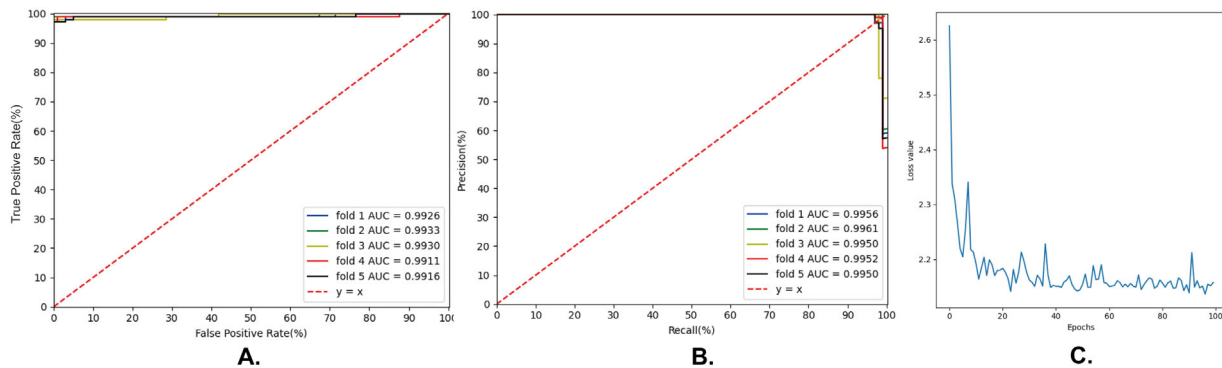 100
90
80
70
60
50
40
30
20
10
0
True Positive Rate(%)
fold 1 AUC = 0.9926
fold 2 AUC = 0.9933
fold 3 AUC = 0.9930
fold 4 AUC = 0.9911
fold 5 AUC = 0.9916
y = x
0 10 20 30 40 50 60 70 80 90 100
False Positive Rate(%)
A.
100
90
80
70
60
50
40
30
20
10
0
Precision(%)
fold 1 AUC = 0.9956
fold 2 AUC = 0.9961
fold 3 AUC = 0.9950
fold 4 AUC = 0.9952
fold 5 AUC = 0.9950
y = x
0 10 20 30 40 50 60 70 80 90 100
Recall(%)
B.
2.6
2.5
2.4
2.3
2.2
Loss value
0 20 40 60 80 100
Epochs
C.